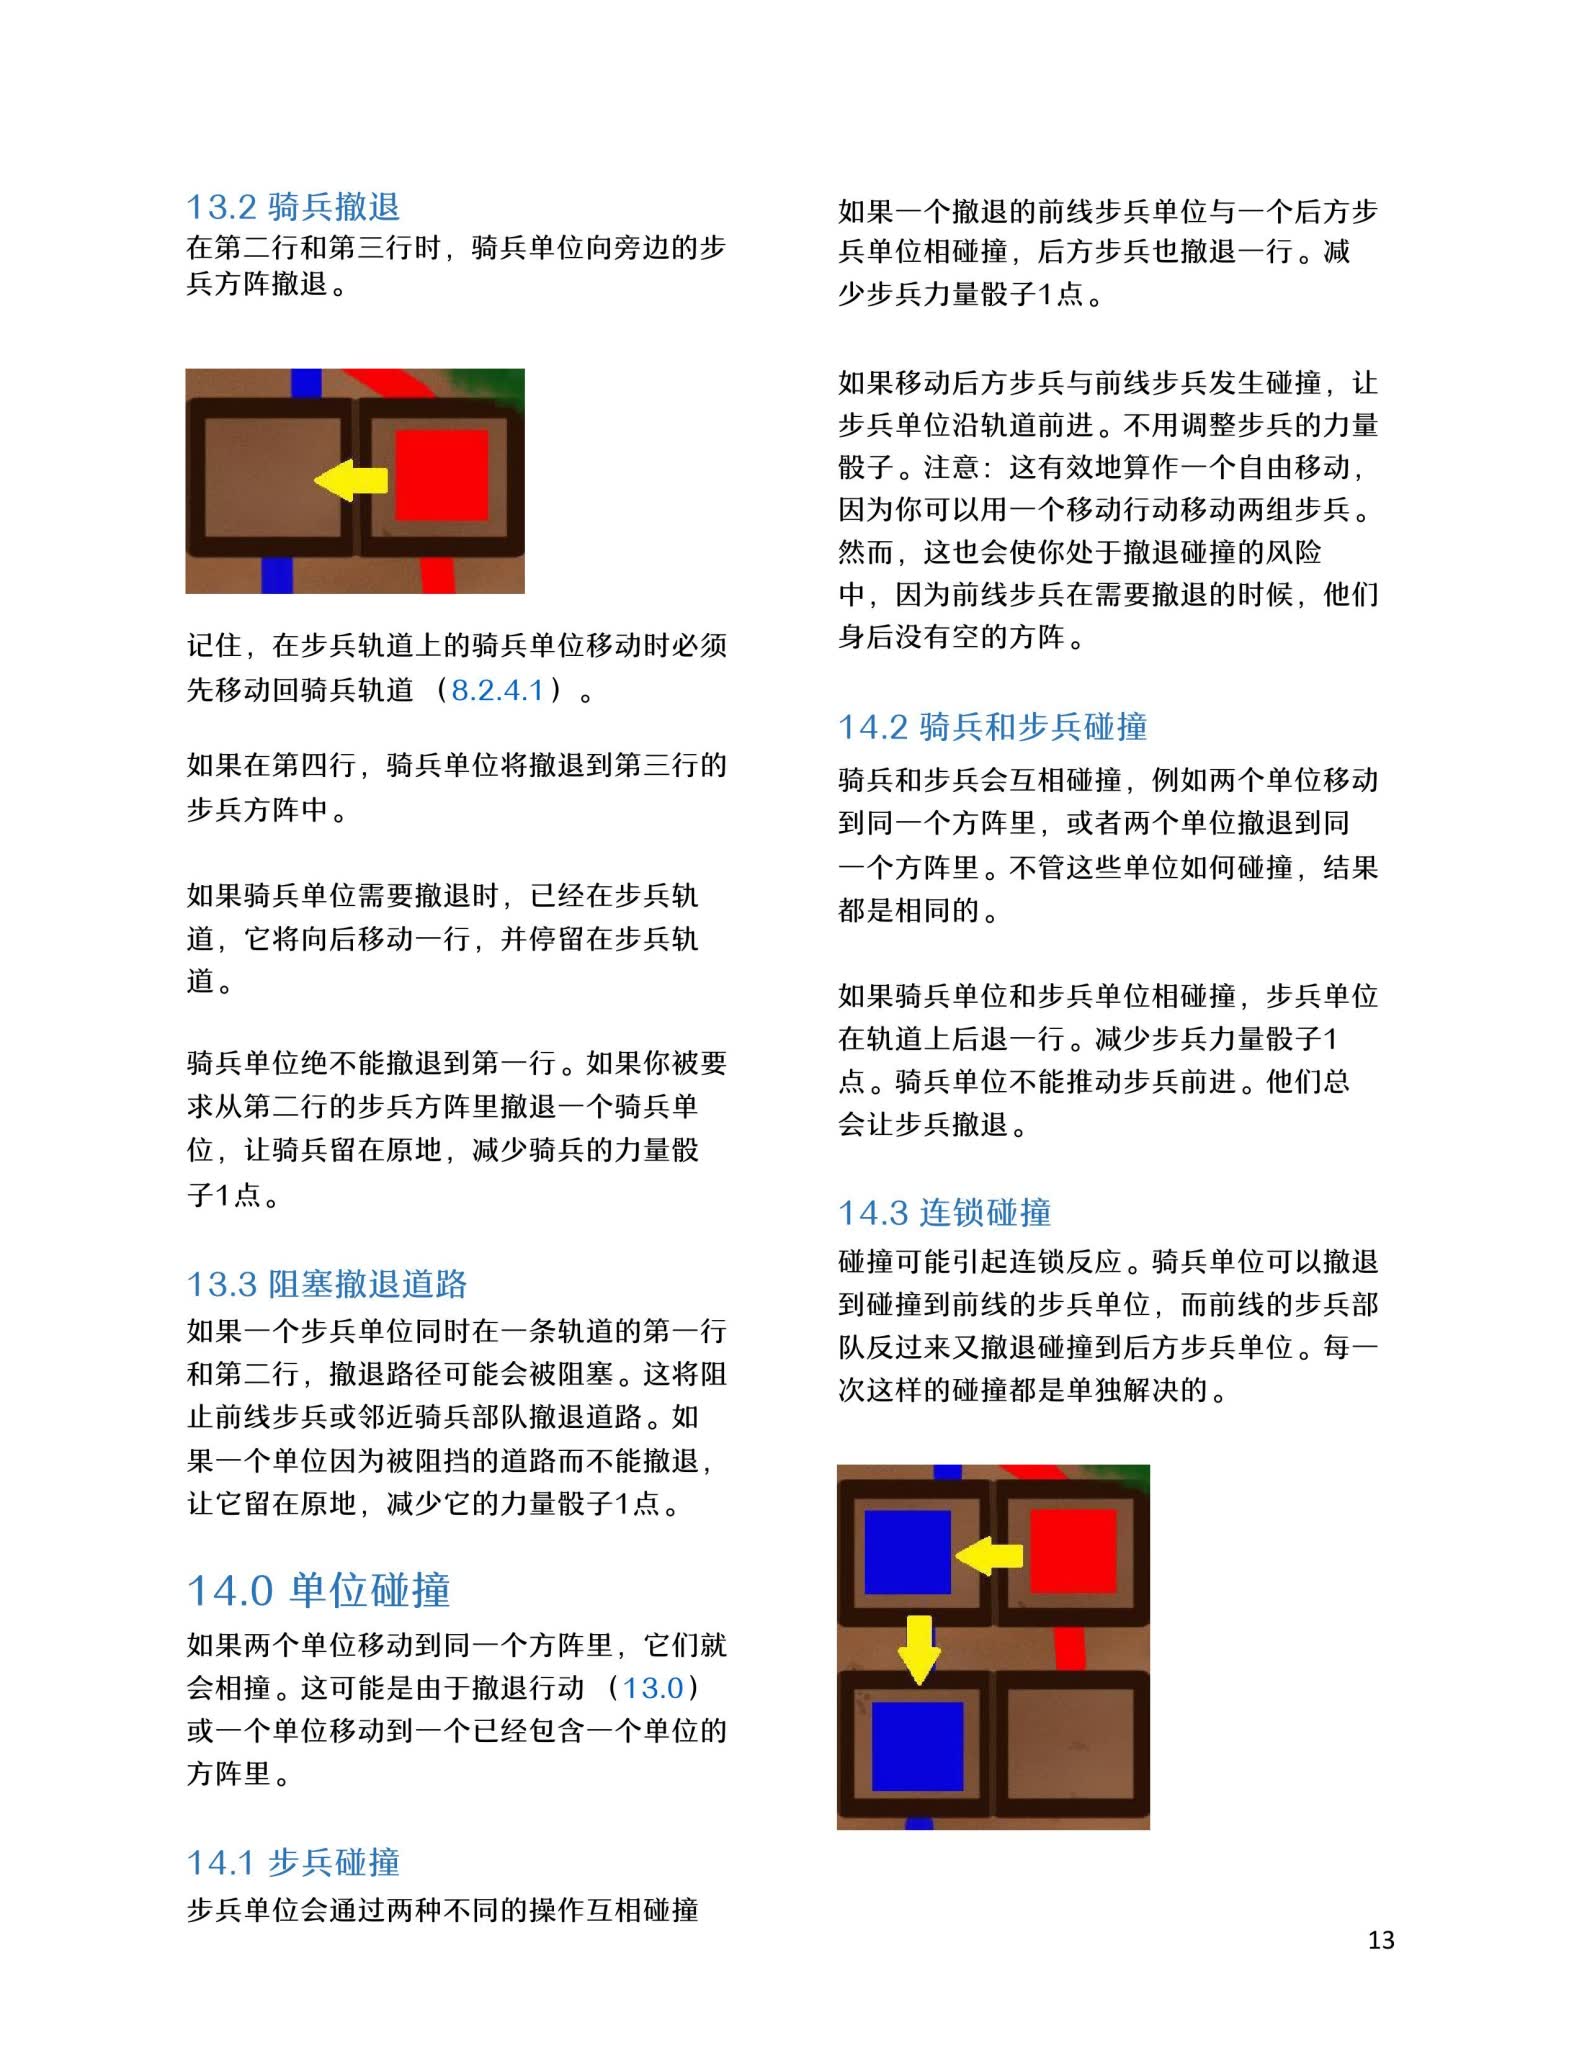 13.2 骑兵撤退
在第二行和第三行时，骑兵单位向旁边的步
兵方阵撤退。
记住，在步兵轨道上的骑兵单位移动时必须
先移动回骑兵轨道 （8.2.4.1）。
如果在第四行，骑兵单位将撤退到第三行的
步兵方阵中。
如果骑兵单位需要撤退时，已经在步兵轨
道，它将向后移动一行，并停留在步兵轨
道。
骑兵单位绝不能撤退到第一行。如果你被要
求从第二行的步兵方阵里撤退一个骑兵单
位，让骑兵留在原地，减少骑兵的力量骰
子1点。
13.3 阻塞撤退道路
如果一个步兵单位同时在一条轨道的第一行
和第二行，撤退路径可能会被阻塞。这将阻
止前线步兵或邻近骑兵部队撤退道路。如
果一个单位因为被阻挡的道路而不能撤退，
让它留在原地，减少它的力量骰子1点。
14.0 单位碰撞
如果两个单位移动到同一个方阵里，它们就
会相撞。这可能是由于撤退行动 （13.0）
或一个单位移动到一个已经包含一个单位的
方阵里。
14.1 步兵碰撞
步兵单位会通过两种不同的操作互相碰撞
如果一个撤退的前线步兵单位与一个后方步
兵单位相碰撞，后方步兵也撤退一行。减
少步兵力量骰子1点。
如果移动后方步兵与前线步兵发生碰撞，让
步兵单位沿轨道前进。不用调整步兵的力量
骰子。注意：这有效地算作一个自由移动，
因为你可以用一个移动行动移动两组步兵。
然而，这也会使你处于撤退碰撞的风险
中，因为前线步兵在需要撤退的时候，他们
身后没有空的方阵。
14.2 骑兵和步兵碰撞
骑兵和步兵会互相碰撞，例如两个单位移动
到同一个方阵里，或者两个单位撤退到同
一个方阵里。不管这些单位如何碰撞，结果
都是相同的。
如果骑兵单位和步兵单位相碰撞，步兵单位
在轨道上后退一行。减少步兵力量骰子1
点。骑兵单位不能推动步兵前进。他们总
会让步兵撤退。
14.3 连锁碰撞
碰撞可能引起连锁反应。骑兵单位可以撤退
到碰撞到前线的步兵单位，而前线的步兵部
队反过来又撤退碰撞到后方步兵单位。每一
次这样的碰撞都是单独解决的。
13